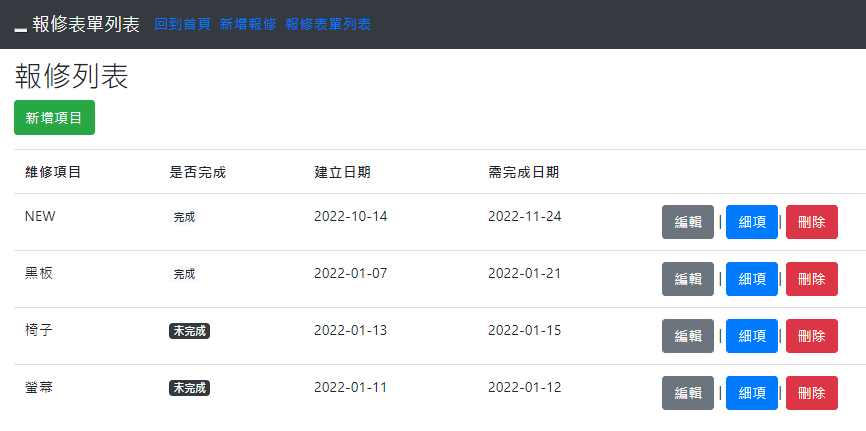 報修表單列表 回到首頁 新增報修 報修表單列表
報修列表
新增項目
維修項目 是否完成 建立日期 需完成日期
NEW 完成 2022-10-14 2022-11-24 編輯 | 細項 | 刪除
黑板 完成 2022-01-07 2022-01-21 編輯 | 細項 | 刪除
椅子 未完成 2022-01-13 2022-01-15 編輯 | 細項 | 刪除
螢幕 未完成 2022-01-11 2022-01-12 編輯 | 細項 | 刪除